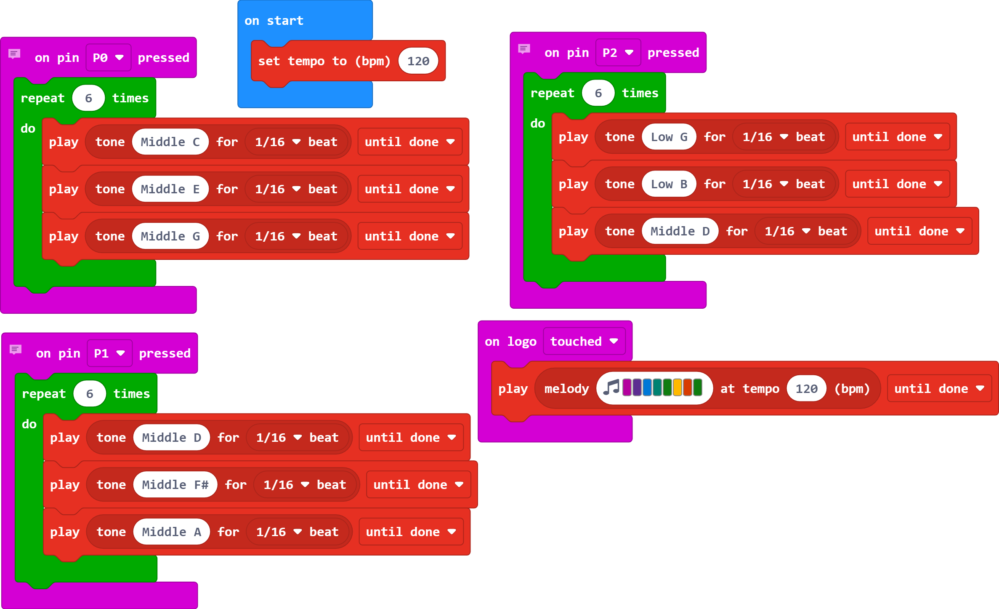 on start
set tempo to (bpm) 120
on pin P0 pressed
repeat 6 times
do
play tone Middle C for 1/16 beat until done
play tone Middle E for 1/16 beat until done
play tone Middle G for 1/16 beat until done
on pin P2 pressed
repeat 6 times
do
play tone Low G for 1/16 beat until done
play tone Low B for 1/16 beat until done
play tone Middle D for 1/16 beat until done
on pin P1 pressed
repeat 6 times
do
play tone Middle D for 1/16 beat until done
play tone Middle F# for 1/16 beat until done
play tone Middle A for 1/16 beat until done
on logo touched
play melody at tempo 120 (bpm) until done